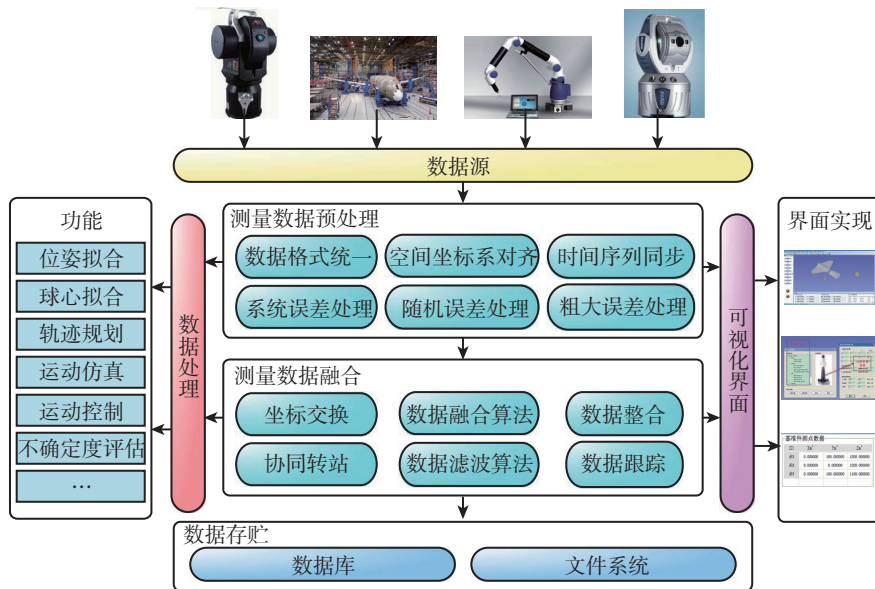 数据源
功能
位姿拟合
球心拟合
轨迹规划
运动仿真
运动控制
不确定度评估
…
数据处理
测量数据预处理
数据格式统一
空间坐标系对齐
时间序列同步
系统误差处理
随机误差处理
粗大误差处理
测量数据融合
坐标交换
数据融合算法
数据整合
协同转站
数据滤波算法
数据跟踪
可视化界面
界面实现
基准件测点数据
数据存贮
数据库
文件系统